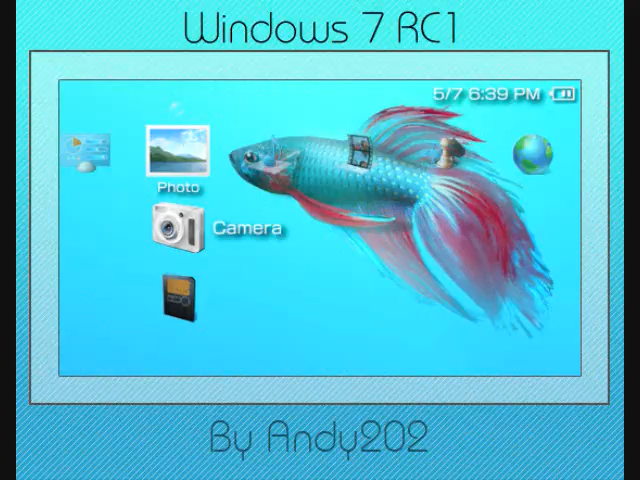 Windows 7 RC1
5/7 6:39 PM
Photo
Camera
By Andy202